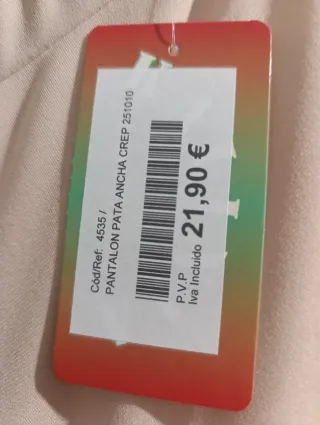 Cód/Ref: 4535 /
PANTALON PATA ANCHA CREP 251010
P.V.P
Iva Incluido 21,90 €